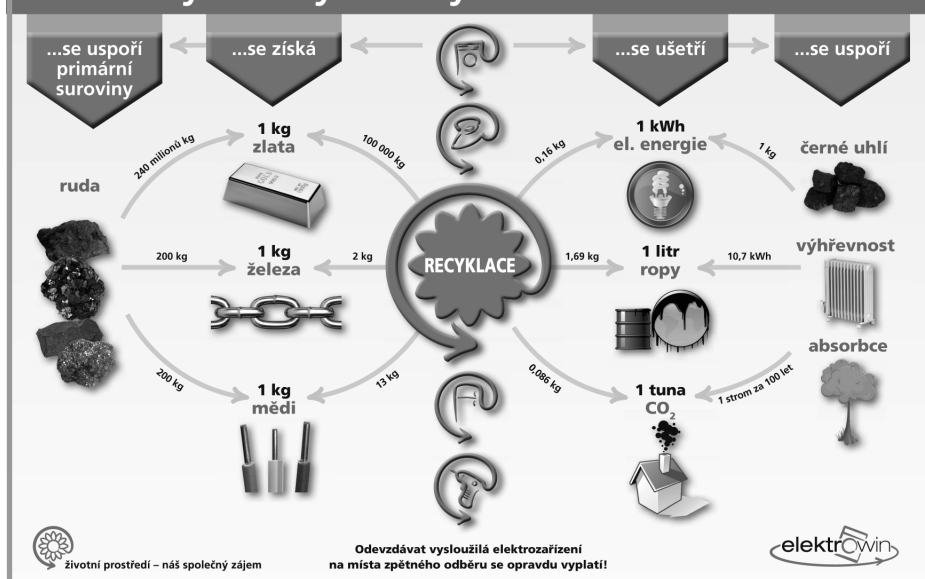 ...se uspoří
primární
suroviny
...se získá
...se ušetří
...se uspoří
1 kg
zlata
240 milionů kg
100 000 kg
ruda
GOLD
1 kWh
el. energie
0,16 kg
1 kg
černé uhlí
1 kg
železa
200 kg
2 kg
RECYKLACE
1,69 kg
1 litr
ropy
10,7 kWh
výhřevnost
absorbce
1 kg
mědi
200 kg
13 kg
0,086 kg
1 tuna
CO2
1 strom za 100 let
životní prostředí – náš společný zájem
Odevzdávat vysloužilá elektrozařízení
na místa zpětného odběru se opravdu vyplatí!
elektrowin